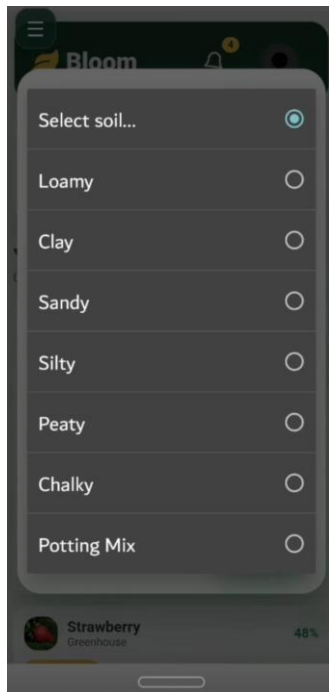 Bloom
4
Select soil...
Loamy
Clay
Sandy
Silty
Peaty
Chalky
Potting Mix
Strawberry
48%
Greenhouse